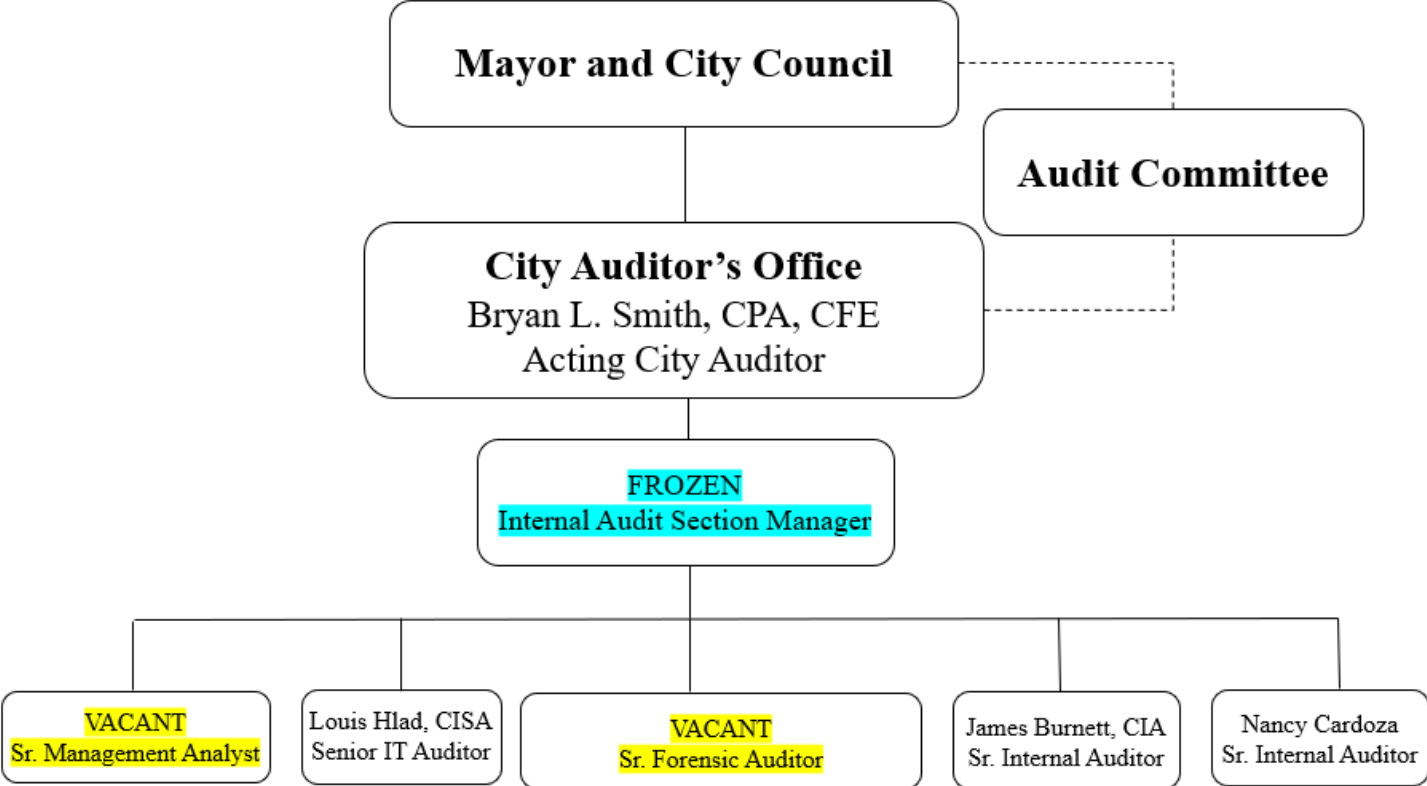 Mayor and City Council
Audit Committee
City Auditor’s Office
Bryan L. Smith, CPA, CFE
Acting City Auditor
FROZEN
Internal Audit Section Manager
VACANT
Sr. Management Analyst
Louis Hlad, CISA
Senior IT Auditor
VACANT
Sr. Forensic Auditor
James Burnett, CIA
Sr. Internal Auditor
Nancy Cardoza
Sr. Internal Auditor